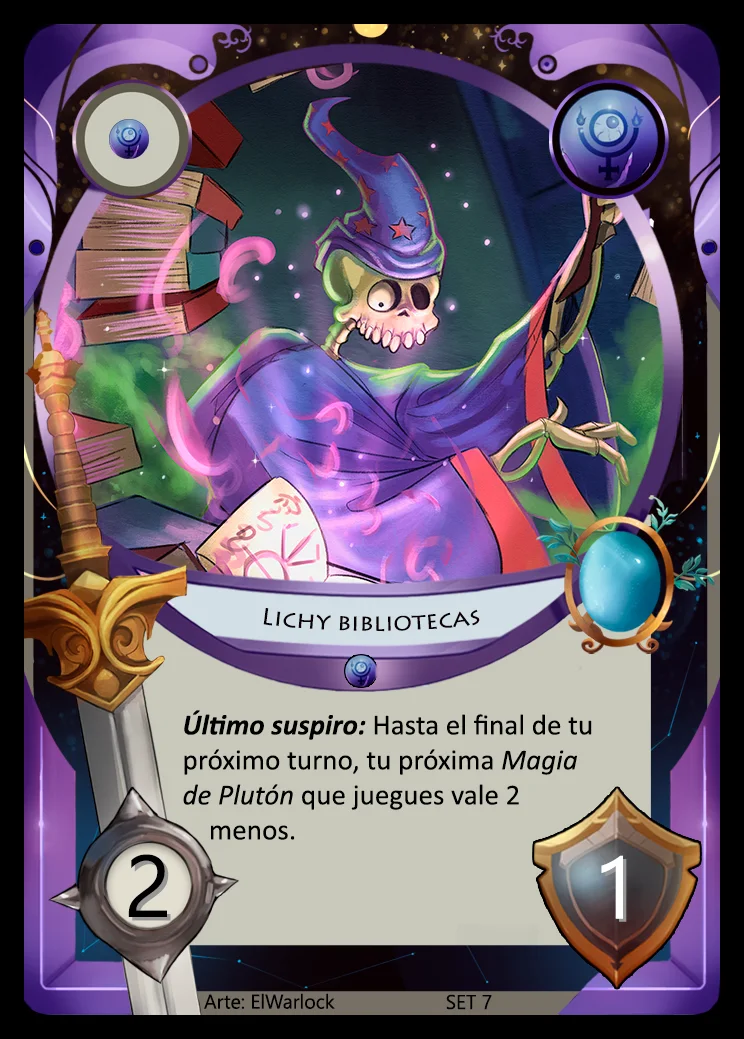 LICHY BIBLIOTECAS
Último suspiro: Hasta el final de tu
próximo turno, tu próxima Magia
de Plutón que juegues vale 2
menos.
2
1
Arte: ElWarlock SET 7